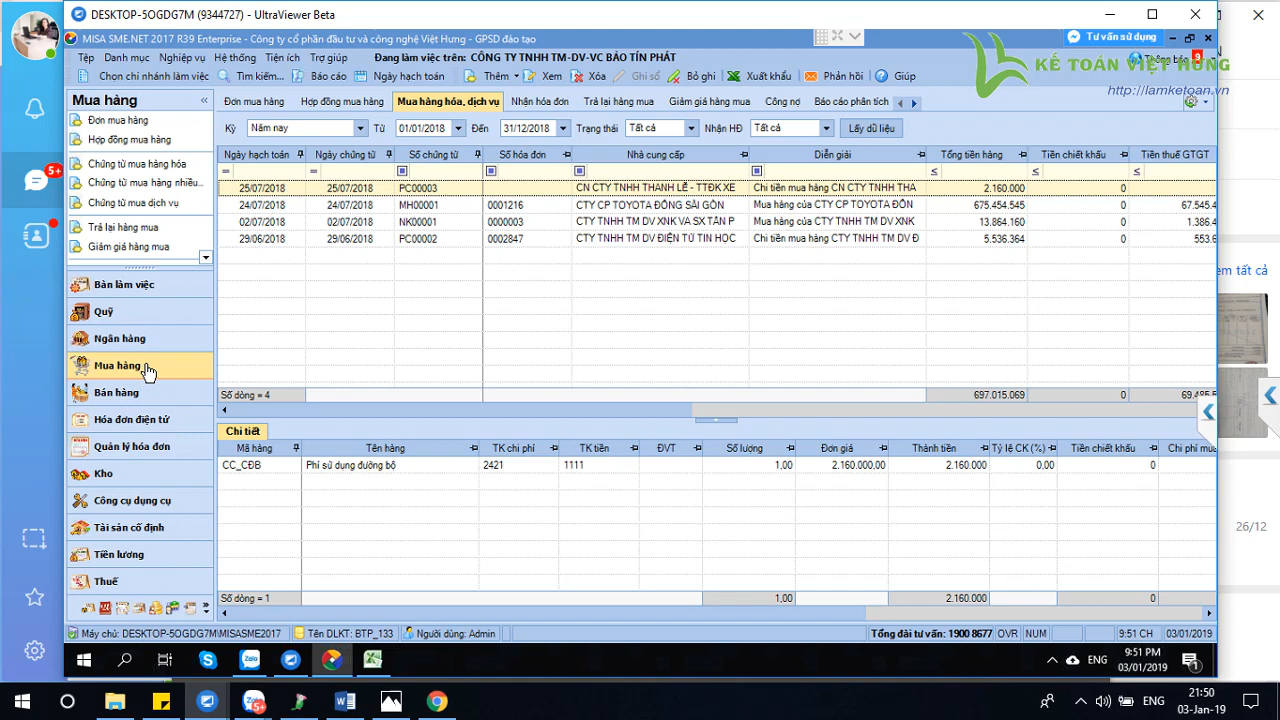 DESKTOP-5OGDG7M (9344727) - UltraViewer Beta
MISA SME.NET 2017 R39 Enterprise - Công ty cổ phần đầu tư và công nghệ Việt Hưng - GPSD đào tạo
Tư vấn sử dụng
Tệp Danh mục Nghiệp vụ Hệ thống Tiện ích Trợ giúp Đang làm việc trên: CÔNG TY TNHH TM-DV-VC BẢO TÍN PHÁT
Thông báo 9
KẾ TOÁN VIỆT HƯNG
http://lamketoan.vn
Chọn chi nhánh làm việc Tìm kiếm... Báo cáo Ngày hạch toán Thêm Xem Xóa Ghi sổ Bỏ ghi Xuất khẩu Phản hồi Giúp
Mua hàng
Đơn mua hàng Hợp đồng mua hàng Mua hàng hóa, dịch vụ Nhận hóa đơn Trả lại hàng mua Giảm giá hàng mua Công nợ Báo cáo phân tích
Kỳ Năm nay Từ 01/01/2018 Đến 31/12/2018 Trạng thái Tất cả Nhận HĐ Tất cả Lấy dữ liệu
Đơn mua hàng
Hợp đồng mua hàng
Chứng từ mua hàng hóa
Chứng từ mua hàng nhiều...
Chứng từ mua dịch vụ
Trả lại hàng mua
Giảm giá hàng mua
Bàn làm việc
Quỹ
Ngân hàng
Mua hàng
Bán hàng
Hóa đơn điện tử
Quản lý hóa đơn
Kho
Công cụ dụng cụ
Tài sản cố định
Tiền lương
Thuế
Ngày hạch toán Ngày chứng từ Số chứng từ Số hóa đơn Nhà cung cấp Diễn giải Tổng tiền hàng Tiền chiết khấu Tiền thuế GTGT
= = ≤ ≤ ≤
25/07/2018 25/07/2018 PC00003 CN CTY TNHH THANH LỄ - TTĐK XE Chi tiền mua hàng CN CTY TNHH THA 2.160.000 0
24/07/2018 24/07/2018 MH00001 0001216 CTY CP TOYOTA ĐÔNG SÀI GÒN Mua hàng của CTY CP TOYOTA ĐÔN 675.454.545 0 67.545.4
02/07/2018 02/07/2018 NK00001 0000003 CTY TNHH TM DV XNK VA SX TÂN P Mua hàng của CTY TNHH TM DV XNK 13.864.160 0 1.386.4
29/06/2018 29/06/2018 PC00002 0002847 CTY TNHH TM DV ĐIỆN TỬ TIN HỌC Chi tiền mua hàng CTY TNHH TM DV Đ 5.536.364 0 553.6
Số dòng = 4 697.015.069 0 69.485.5
Chi tiết
Mã hàng Tên hàng TK chi phí TK tiền ĐVT Số lượng Đơn giá Thành tiền Tỷ lệ CK (%) Tiền chiết khấu Chi phí mu
CC_CĐB Phí sử dụng đường bộ 2421 1111 1,00 2.160.000,00 2.160.000 0.00 0
Số dòng = 1 1,00 2.160.000 0
Máy chủ: DESKTOP-5OGDG7M\MISASME2017 Tên DLKT: BTP_133 Người dùng: Admin Tổng đài tư vấn: 1900 8677 OVR NUM 9:51 CH 03/01/2019
ENG 9:51 PM
03/01/2019
5+
em tất cả
26/12
ENG 21:50
03-Jan-19